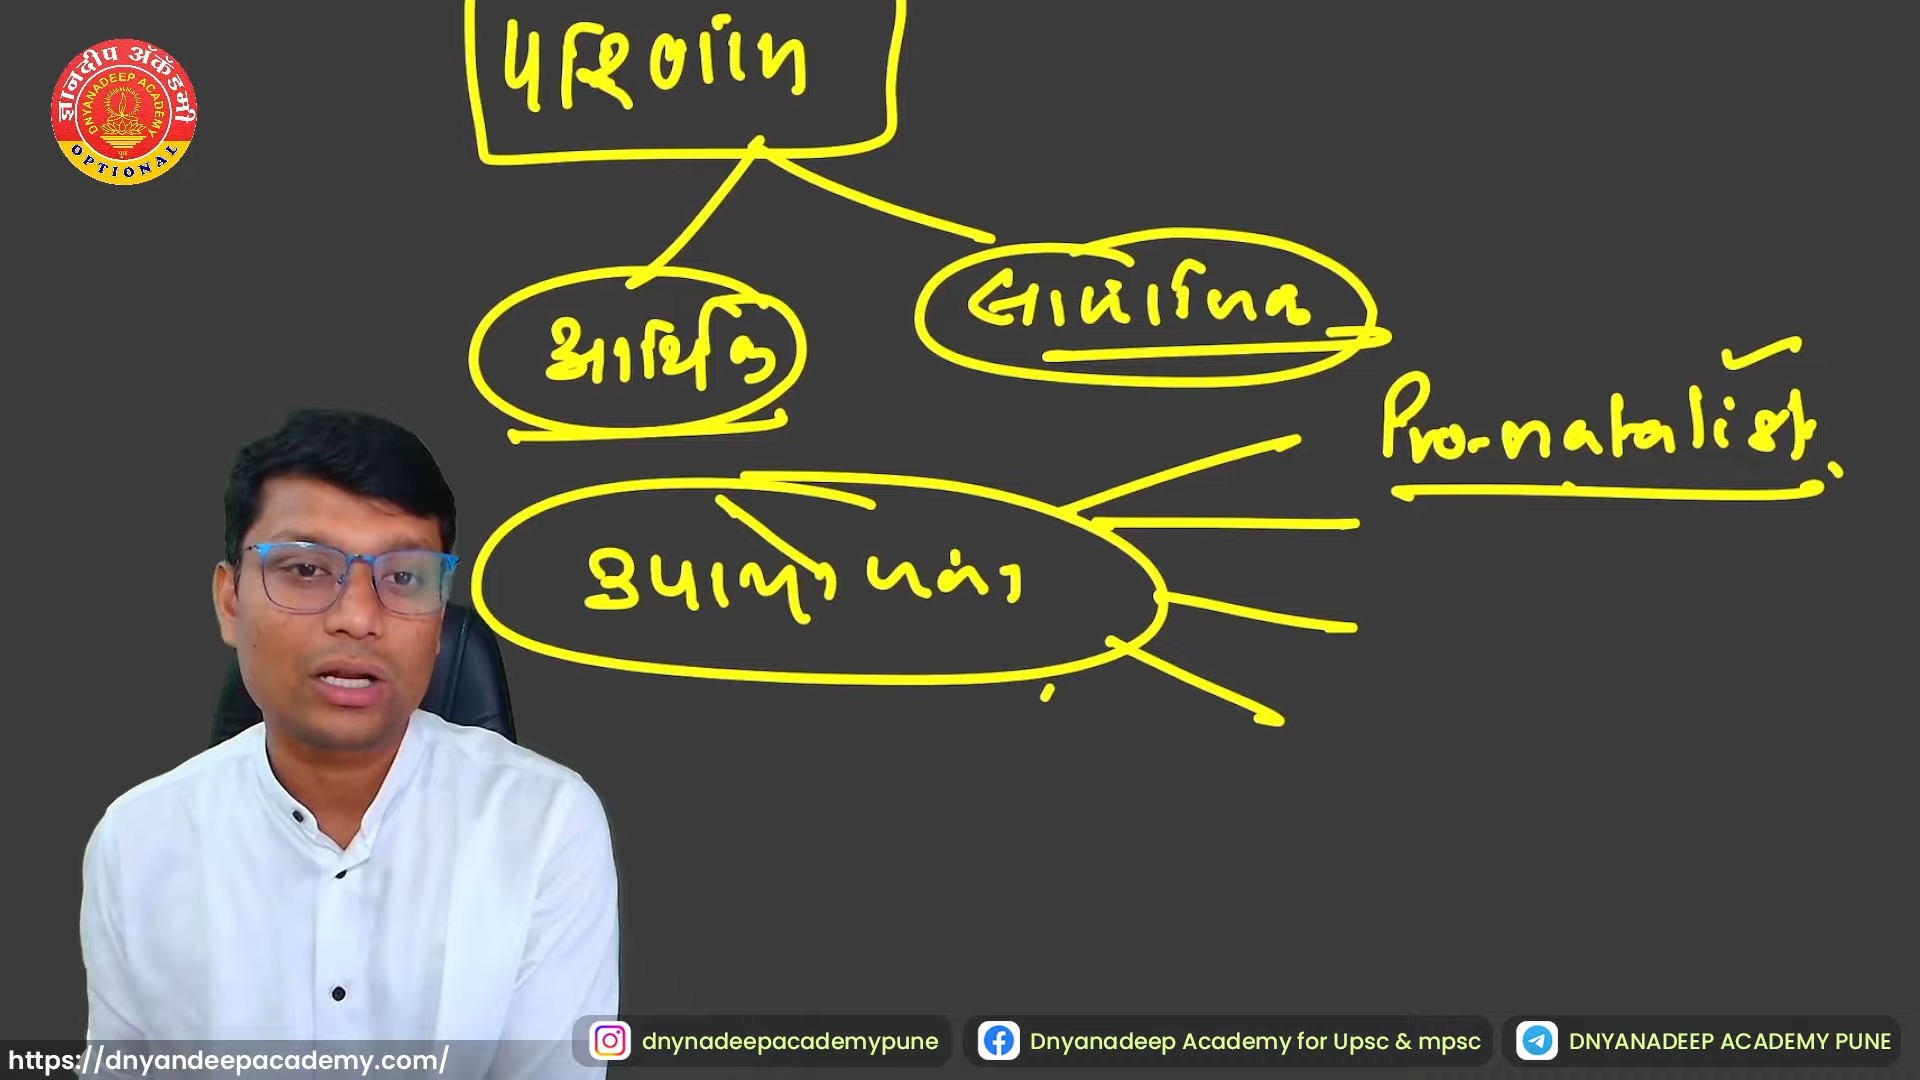 ज्ञानदीप अ‍ॅकॅडमी
DNYANADEEP ACADEMY
पुणे
OPTIONAL
परिणाम
आर्थिक
सामाजिक
Pro-natalist.
उपाययोजना
https://dnyandeepacademy.com/
dnynadeepacademypune
Dnyanadeep Academy for Upsc & mpsc
DNYANADEEP ACADEMY PUNE